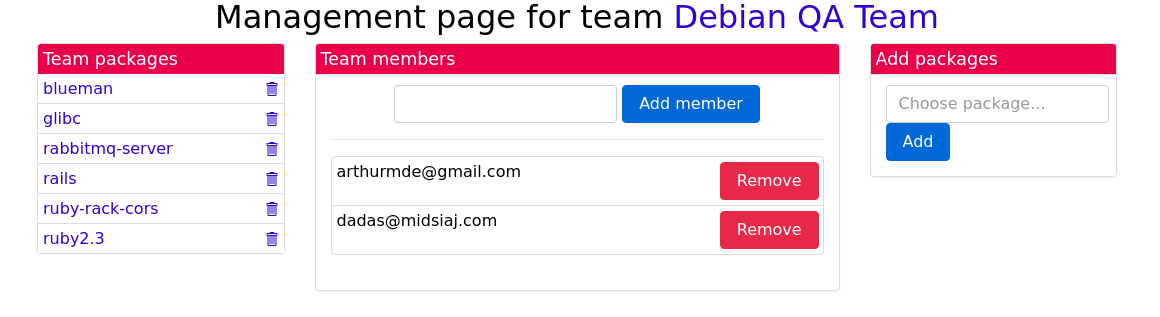 Management page for team Debian QA Team
Team packages
blueman
glibc
rabbitmq-server
rails
ruby-rack-cors
ruby2.3
Team members
Add member
arthurmde@gmail.com
Remove
dadas@midsiaj.com
Remove
Add packages
Choose package...
Add